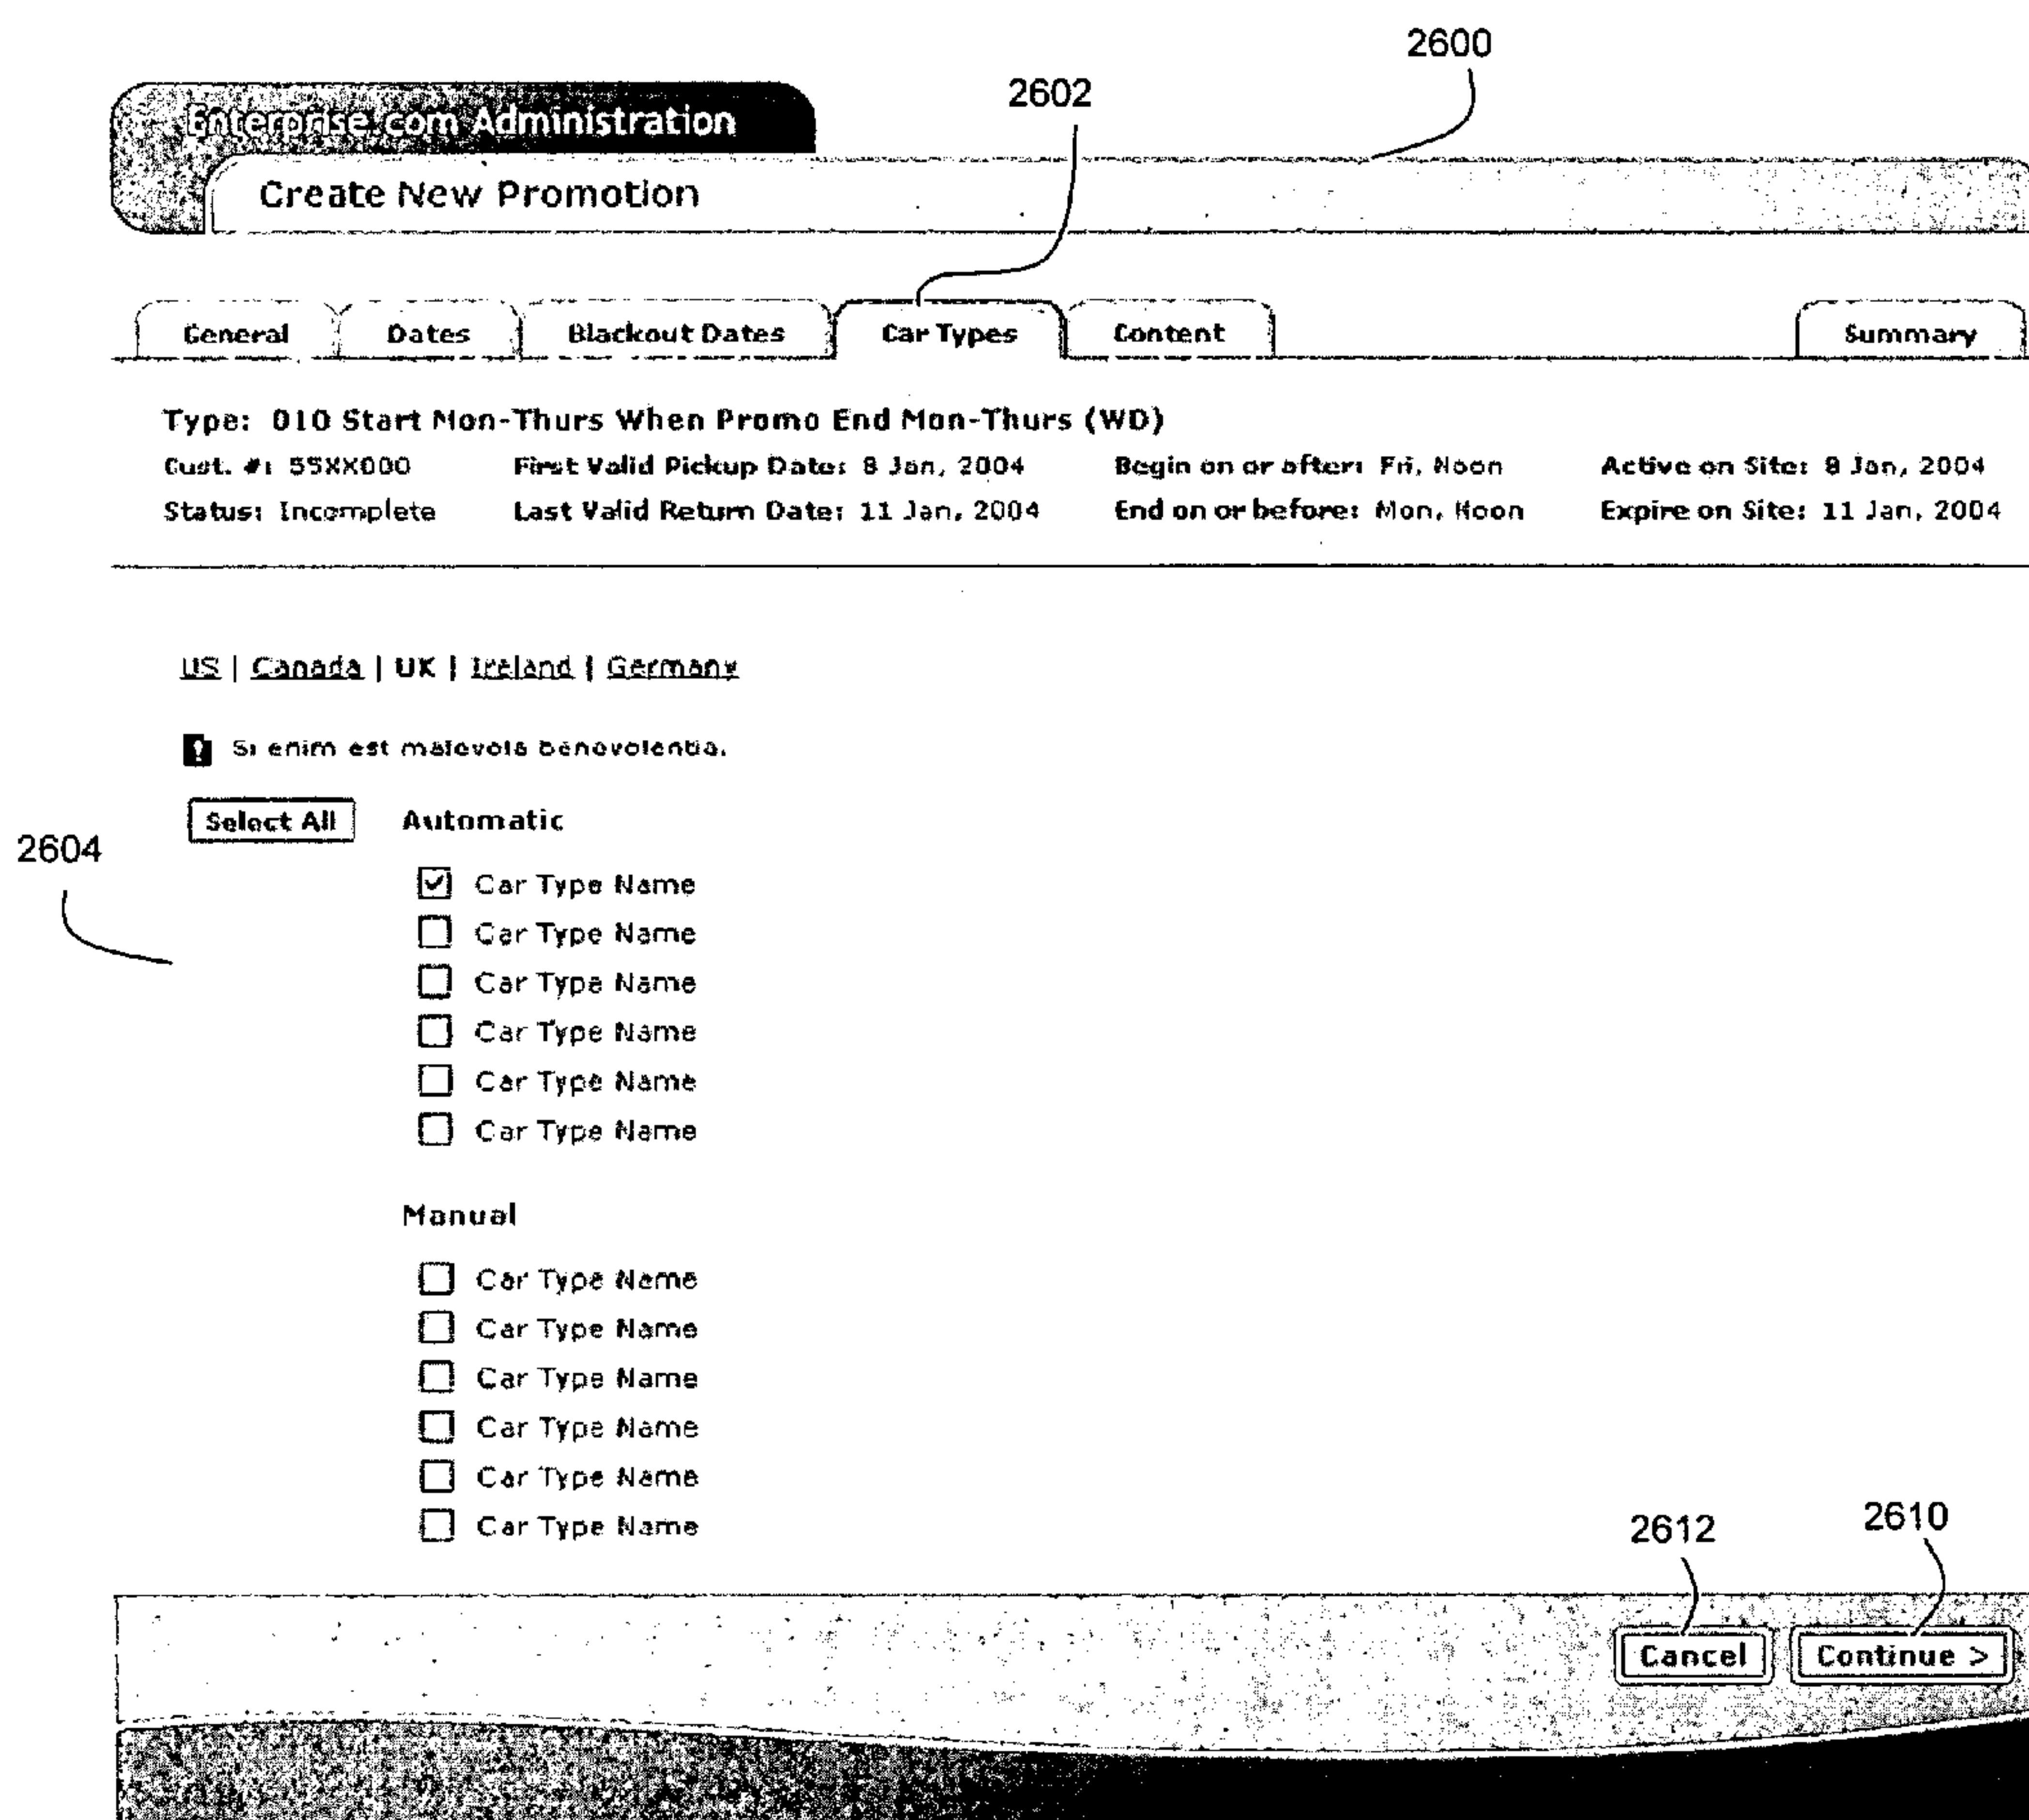 2600
2602
Enterprise.com Administration
Create New Promotion
General Dates Blackout Dates Car Types Content Summary
Type: 010 Start Mon-Thurs When Promo End Mon-Thurs (WD)
Cust. #: 55XX000 First Valid Pickup Date: 8 Jan, 2004 Begin on or after: Fri, Noon Active on Site: 8 Jan, 2004
Status: Incomplete Last Valid Return Date: 11 Jan, 2004 End on or before: Mon, Noon Expire on Site: 11 Jan, 2004
US | Canada | UK | Ireland | Germany
! Si enim est malevola benevolentia.
Select All Automatic
2604
Car Type Name
Car Type Name
Car Type Name
Car Type Name
Car Type Name
Car Type Name
Manual
Car Type Name
Car Type Name
Car Type Name
Car Type Name
Car Type Name
Car Type Name
2612 2610
Cancel Continue >